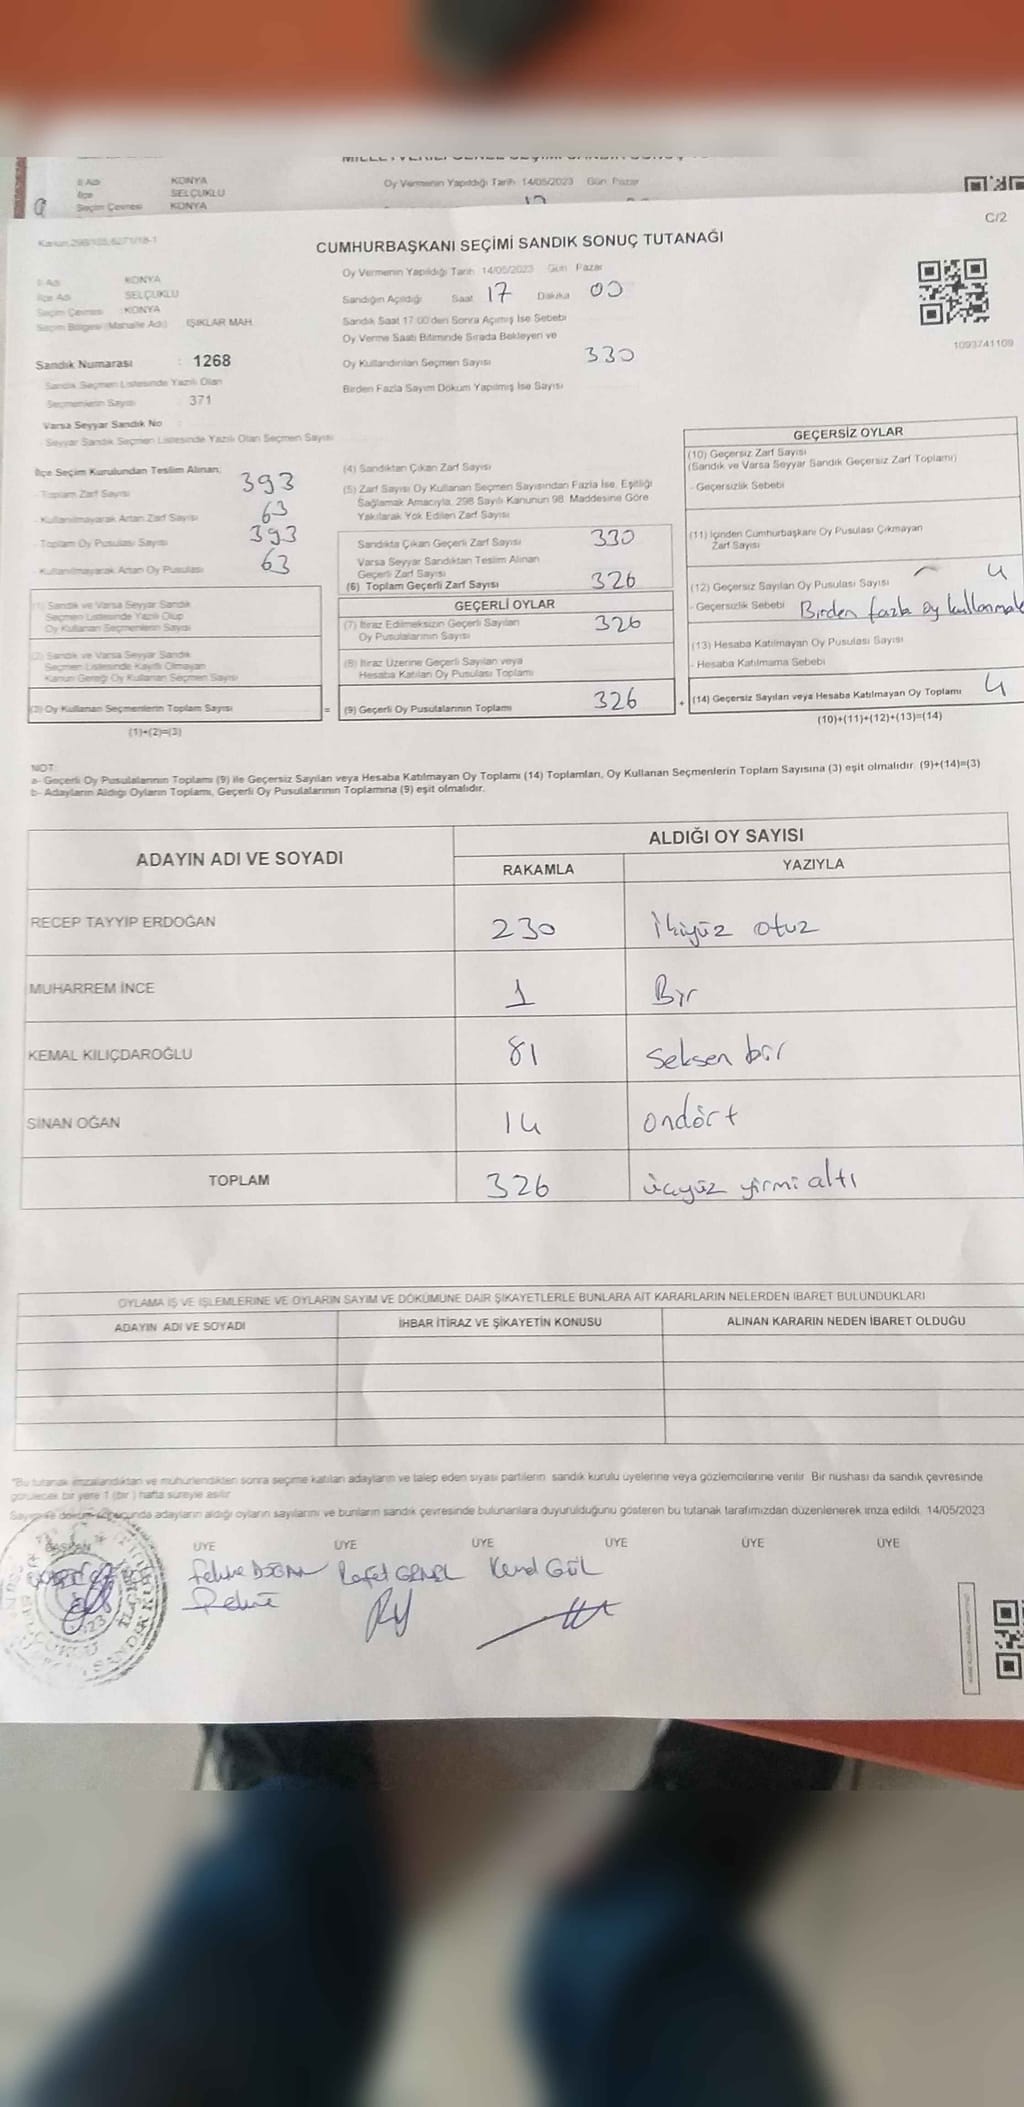 KONYA
SELÇUKLU
Seçim Çevresi KONYA
Oy Vermenin Yapıldığı Tarih 14/05/2023 Gün Pazar
C/2
CUMHURBAŞKANI SEÇİMİ SANDIK SONUÇ TUTANAĞI
İl Adı KONYA
İlçe Adı SELÇUKLU
Seçim Çevresi : KONYA
Seçim Bölgesi (Mahalle Adı) IŞIKLAR MAH.
Sandık Numarası : 1268
Sandık Seçmen Listesinde Yazılı Olan
Seçmenlerin Sayısı 371
Varsa Seyyar Sandık No
Seyyar Sandık Seçmen Listesinde Yazılı Olan Seçmen Sayısı
Oy Vermenin Yapıldığı Tarih 14/05/2023 Gün Pazar
Sandığın Açıldığı Saat 17 Dakika 00
Sandık Saat 17:00'den Sonra Açılmış İse Sebebi
Oy Verme Saati Bitiminde Sırada Bekleyen ve
Oy Kullandırılan Seçmen Sayısı 330
Birden Fazla Sayım Döküm Yapılmış İse Sayısı
1093741109
İlçe Seçim Kurulundan Teslim Alınan;
- Toplam Zarf Sayısı 393
- Kullanılmayarak Artan Zarf Sayısı 63
- Toplam Oy Pusulası Sayısı 393
- Kullanılmayarak Artan Oy Pusulası 63
(1) Sandık ve Varsa Seyyar Sandık
Seçmen Listesinde Yazılı Olup
Oy Kullanan Seçmenlerin Sayısı
(2) Sandık ve Varsa Seyyar Sandık
Seçmen Listesinde Kayıtlı Olmayan
Kanun Gereği Oy Kullanan Seçmen Sayısı
(3) Oy Kullanan Seçmenlerin Toplam Sayısı =
(1)+(2)=(3)
(4) Sandıktan Çıkan Zarf Sayısı
(5) Zarf Sayısı Oy Kullanan Seçmen Sayısından Fazla İse, Eşitliği
Sağlamak Amacıyla, 298 Sayılı Kanunun 98. Maddesine Göre
Yakılarak Yok Edilen Zarf Sayısı
Sandıkta Çıkan Geçerli Zarf Sayısı 330
Varsa Seyyar Sandıktan Teslim Alınan
Geçerli Zarf Sayısı
(6) Toplam Geçerli Zarf Sayısı 326
GEÇERLİ OYLAR
(7) İtiraz Edilmeksizin Geçerli Sayılan 326
Oy Pusulalarının Sayısı
(8) İtiraz Üzerine Geçerli Sayılan veya
Hesaba Katılan Oy Pusulası Toplamı
(9) Geçerli Oy Pusulalarının Toplamı 326 +
GEÇERSİZ OYLAR
(10) Geçersiz Zarf Sayısı
(Sandık ve Varsa Seyyar Sandık Geçersiz Zarf Toplamı)
- Geçersizlik Sebebi
(11) İçinden Cumhurbaşkanı Oy Pusulası Çıkmayan
Zarf Sayısı
(12) Geçersiz Sayılan Oy Pusulası Sayısı 4
- Geçersizlik Sebebi Birden fazla oy kullanmak
(13) Hesaba Katılmayan Oy Pusulası Sayısı
- Hesaba Katılmama Sebebi
(14) Geçersiz Sayılan veya Hesaba Katılmayan Oy Toplamı 4
(10)+(11)+(12)+(13)=(14)
NOT:
a- Geçerli Oy Pusulalarının Toplamı (9) ile Geçersiz Sayılan veya Hesaba Katılmayan Oy Toplamı (14) Toplamları, Oy Kullanan Seçmenlerin Toplam Sayısına (3) eşit olmalıdır. (9)+(14)=(3)
b- Adayların Aldığı Oyların Toplamı, Geçerli Oy Pusulalarının Toplamına (9) eşit olmalıdır.
ADAYIN ADI VE SOYADI
ALDIĞI OY SAYISI
RAKAMLA YAZIYLA
RECEP TAYYİP ERDOĞAN 230 İkiyüz otuz
MUHARREM İNCE 1 Bir
KEMAL KILIÇDAROĞLU 81 Seksen bir
SİNAN OĞAN 14 ondört
TOPLAM 326 üçyüz yirmi altı
OYLAMA İŞ VE İŞLEMLERİNE VE OYLARIN SAYIM VE DÖKÜMÜNE DAİR ŞİKAYETLERLE BUNLARA AİT KARARLARIN NELERDEN İBARET BULUNDUKLARI
ADAYIN ADI VE SOYADI İHBAR İTİRAZ VE ŞİKAYETİN KONUSU ALINAN KARARIN NEDEN İBARET OLDUĞU
*Bu tutanak imzalandıktan ve mühürlendikten sonra seçime katılan adayların ve talep eden siyasi partilerin sandık kurulu üyelerine veya gözlemcilerine verilir. Bir nüshası da sandık çevresinde
görülecek bir yere 1 (bir) hafta süreyle asılır.
Sayım ve döküm sonucunda adayların aldığı oyların sayılarını ve bunların sandık çevresinde bulunanlara duyurulduğunu gösteren bu tutanak tarafımızdan düzenlenerek imza edildi. 14/05/2023
BAŞKAN ÜYE ÜYE ÜYE ÜYE ÜYE ÜYE
DOĞAN Rafet GENEL Kemal GÜL